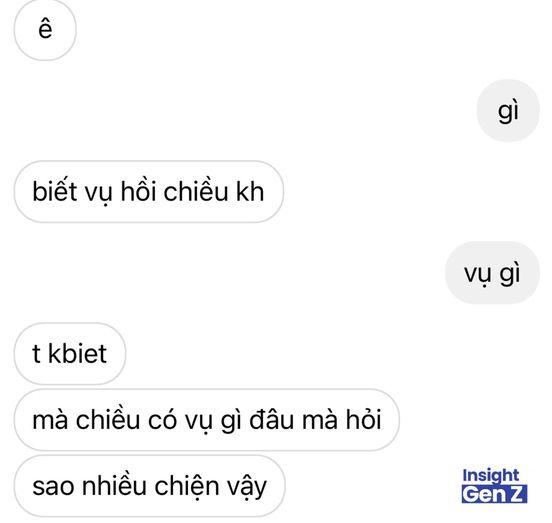 ê
gì
biết vụ hồi chiều kh
vụ gì
t kbiet
mà chiều có vụ gì đâu mà hỏi
sao nhiều chiện vậy
Insight
Gen Z